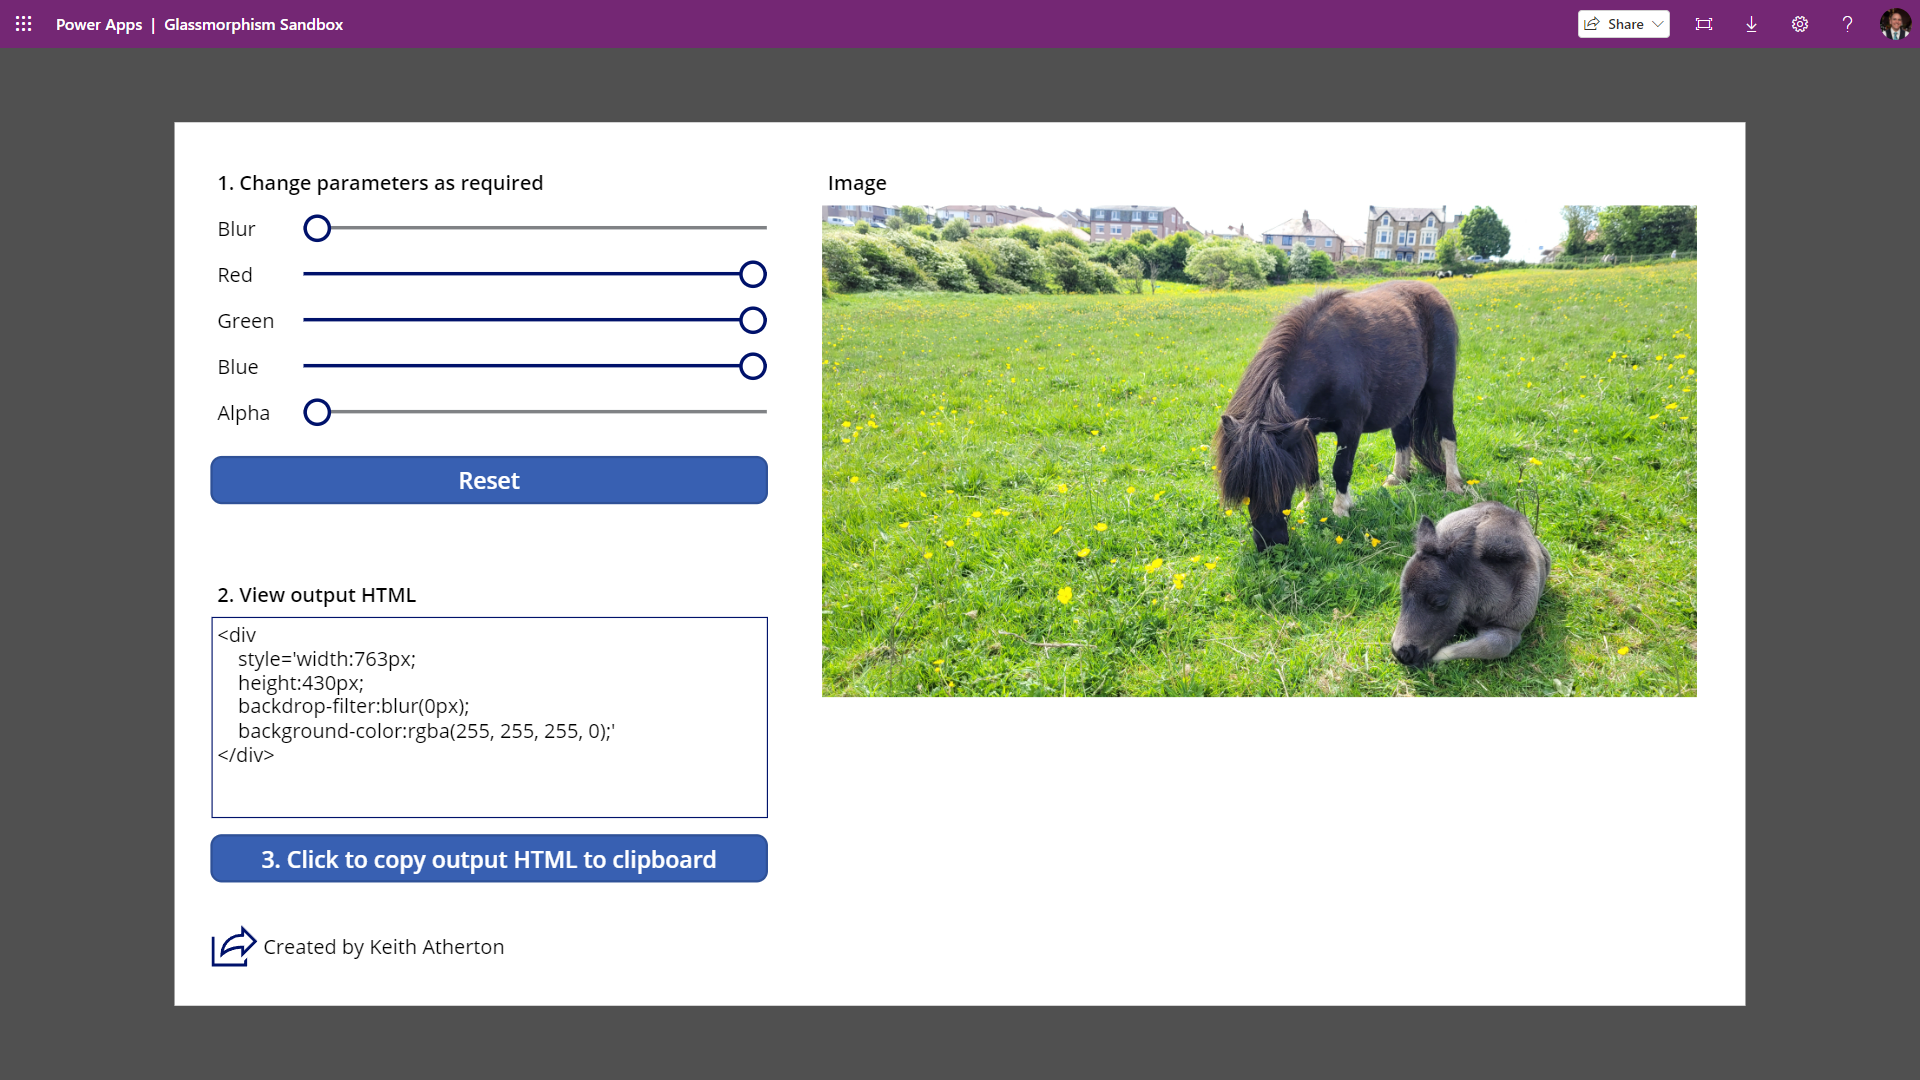 Power Apps | Glassmorphism Sandbox
Share
?
1. Change parameters as required
Blur
Red
Green
Blue
Alpha
Reset
Image
2. View output HTML
<div
style='width:763px;
height:430px;
backdrop-filter:blur(0px);
background-color:rgba(255, 255, 255, 0);'
</div>
3. Click to copy output HTML to clipboard
Created by Keith Atherton